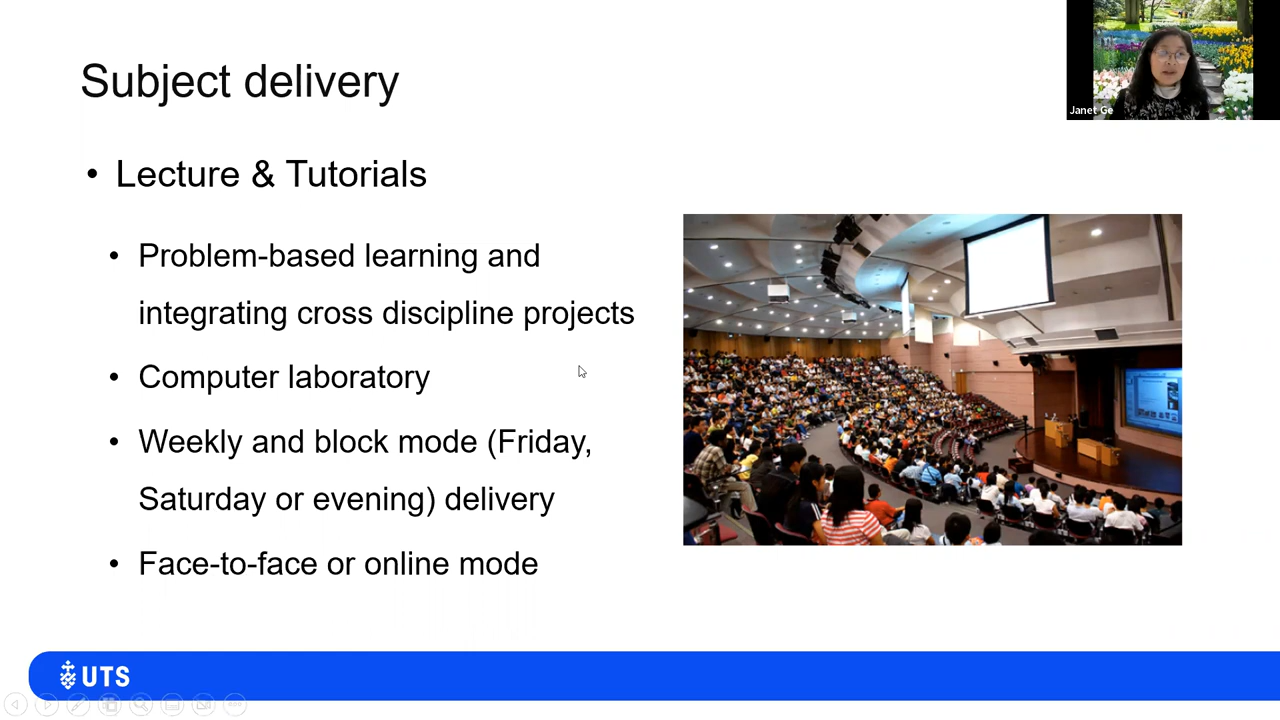 Subject delivery
Janet Ge
• Lecture & Tutorials
• Problem-based learning and
integrating cross discipline projects
• Computer laboratory
• Weekly and block mode (Friday,
Saturday or evening) delivery
• Face-to-face or online mode
UTS